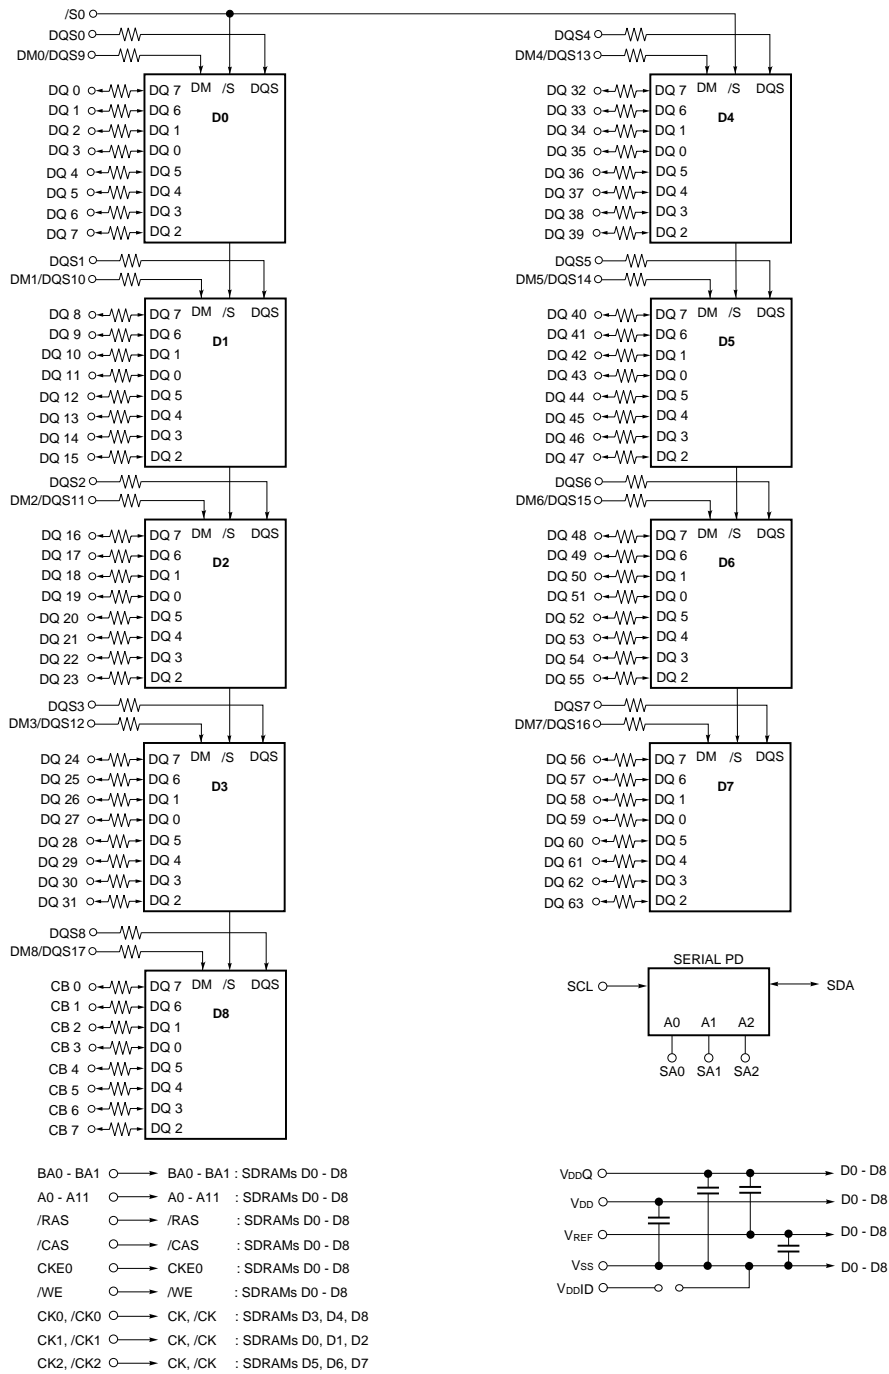 /S0
DQS0
DM0/DQS9
DM /S DQS
D0
DQ 0 DQ 7
DQ 1 DQ 6
DQ 2 DQ 1
DQ 3 DQ 0
DQ 4 DQ 5
DQ 5 DQ 4
DQ 6 DQ 3
DQ 7 DQ 2
DQS1
DM1/DQS10
DM /S DQS
D1
DQ 8 DQ 7
DQ 9 DQ 6
DQ 10 DQ 1
DQ 11 DQ 0
DQ 12 DQ 5
DQ 13 DQ 4
DQ 14 DQ 3
DQ 15 DQ 2
DQS2
DM2/DQS11
DM /S DQS
D2
DQ 16 DQ 7
DQ 17 DQ 6
DQ 18 DQ 1
DQ 19 DQ 0
DQ 20 DQ 5
DQ 21 DQ 4
DQ 22 DQ 3
DQ 23 DQ 2
DQS3
DM3/DQS12
DM /S DQS
D3
DQ 24 DQ 7
DQ 25 DQ 6
DQ 26 DQ 1
DQ 27 DQ 0
DQ 28 DQ 5
DQ 29 DQ 4
DQ 30 DQ 3
DQ 31 DQ 2
DQS8
DM8/DQS17
DM /S DQS
D8
CB 0 DQ 7
CB 1 DQ 6
CB 2 DQ 1
CB 3 DQ 0
CB 4 DQ 5
CB 5 DQ 4
CB 6 DQ 3
CB 7 DQ 2
DQS4
DM4/DQS13
DM /S DQS
D4
DQ 32 DQ 7
DQ 33 DQ 6
DQ 34 DQ 1
DQ 35 DQ 0
DQ 36 DQ 5
DQ 37 DQ 4
DQ 38 DQ 3
DQ 39 DQ 2
DQS5
DM5/DQS14
DM /S DQS
D5
DQ 40 DQ 7
DQ 41 DQ 6
DQ 42 DQ 1
DQ 43 DQ 0
DQ 44 DQ 5
DQ 45 DQ 4
DQ 46 DQ 3
DQ 47 DQ 2
DQS6
DM6/DQS15
DM /S DQS
D6
DQ 48 DQ 7
DQ 49 DQ 6
DQ 50 DQ 1
DQ 51 DQ 0
DQ 52 DQ 5
DQ 53 DQ 4
DQ 54 DQ 3
DQ 55 DQ 2
DQS7
DM7/DQS16
DM /S DQS
D7
DQ 56 DQ 7
DQ 57 DQ 6
DQ 58 DQ 1
DQ 59 DQ 0
DQ 60 DQ 5
DQ 61 DQ 4
DQ 62 DQ 3
DQ 63 DQ 2
SERIAL PD
SCL SDA
A0 A1 A2
SA0 SA1 SA2
BA0 - BA1 BA0 - BA1 : SDRAMs D0 - D8
A0 - A11 A0 - A11 : SDRAMs D0 - D8
/RAS /RAS : SDRAMs D0 - D8
/CAS /CAS : SDRAMs D0 - D8
CKE0 CKE0 : SDRAMs D0 - D8
/WE /WE : SDRAMs D0 - D8
CK0, /CK0 CK, /CK : SDRAMs D3, D4, D8
CK1, /CK1 CK, /CK : SDRAMs D0, D1, D2
CK2, /CK2 CK, /CK : SDRAMs D5, D6, D7
VDDQ D0 - D8
VDD D0 - D8
VREF D0 - D8
VSS D0 - D8
VDDID